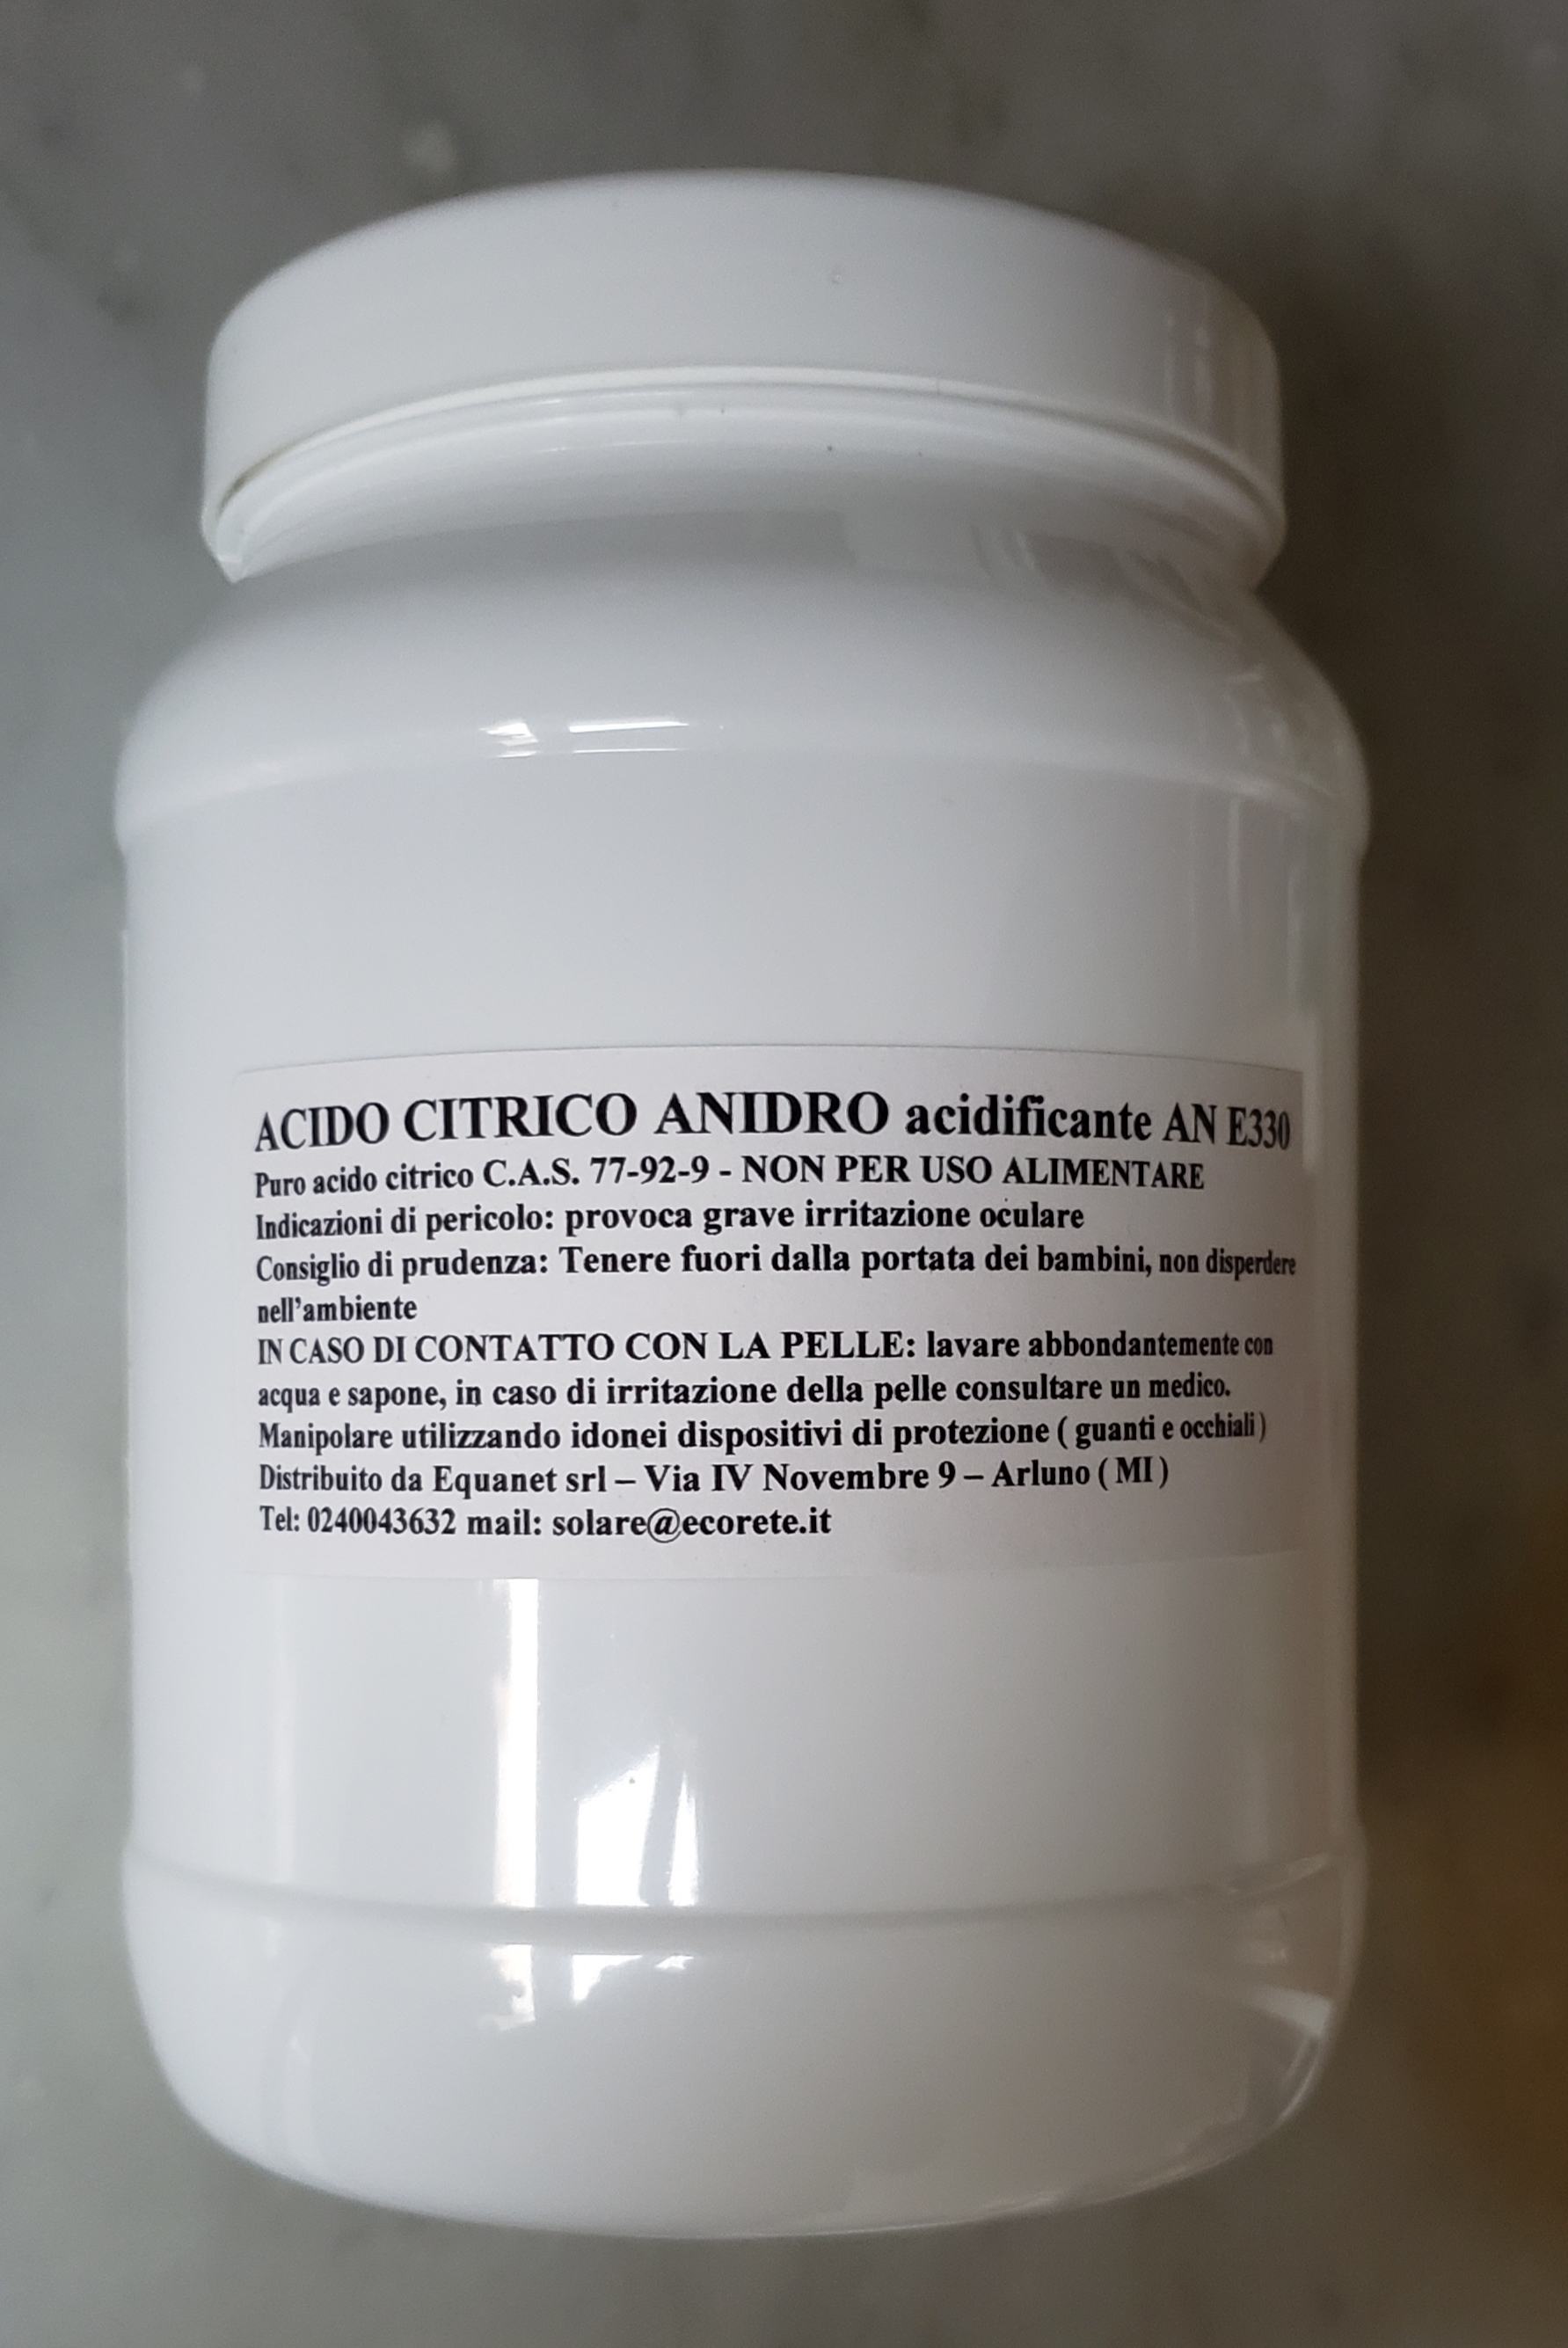 ACIDO CITRICO ANIDRO acidificante AN E330
Puro acido citrico C.A.S. 77-92-9 - NON PER USO ALIMENTARE
Indicazioni di pericolo: provoca grave irritazione oculare
Consiglio di prudenza: Tenere fuori dalla portata dei bambini, non disperdere
nell'ambiente
IN CASO DI CONTATTO CON LA PELLE: lavare abbondantemente con
acqua e sapone, in caso di irritazione della pelle consultare un medico.
Manipolare utilizzando idonei dispositivi di protezione ( guanti e occhiali )
Distribuito da Equanet srl – Via IV Novembre 9 – Arluno ( MI )
Tel: 0240043632 mail: solare@ecorete.it